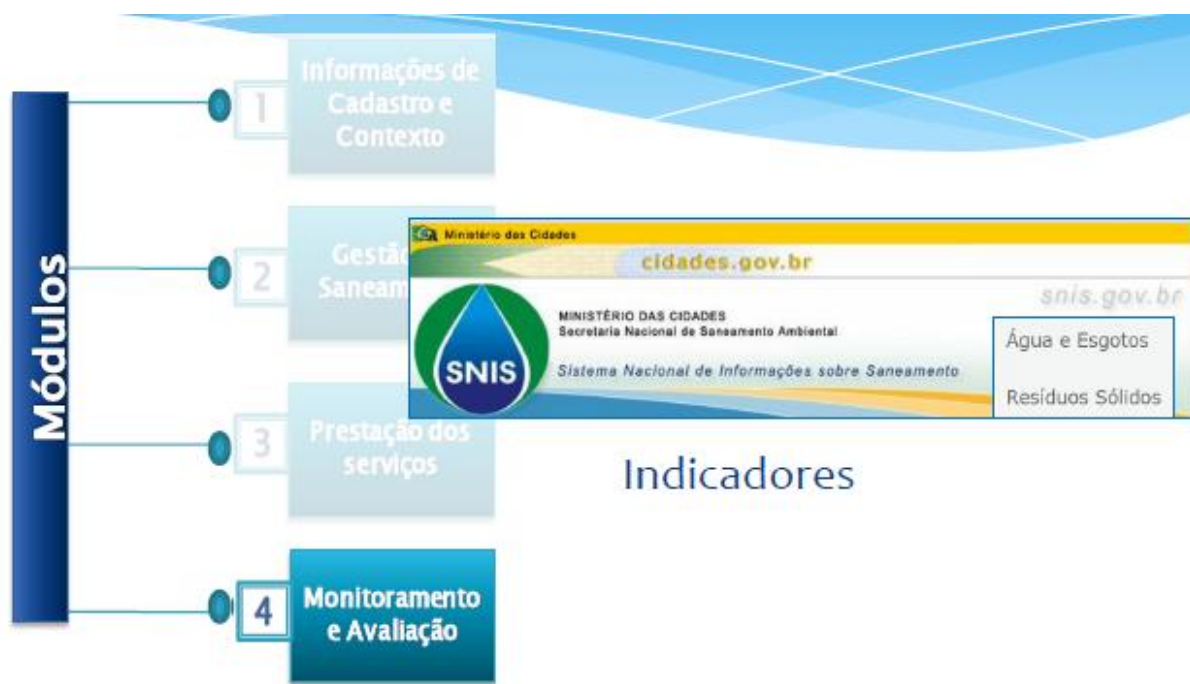 Módulos
1
Informações de
Cadastro e
Contexto
2
Gestão
3
Prestação dos
serviços
4
Monitoramento
e Avaliação
Ministério das Cidades
cidades.gov.br
snis.gov.br
SNIS
MINISTÉRIO DAS CIDADES
Secretaria Nacional de Saneamento Ambiental
Sistema Nacional de Informações sobre Saneamento
Água e Esgotos
Resíduos Sólidos
Indicadores